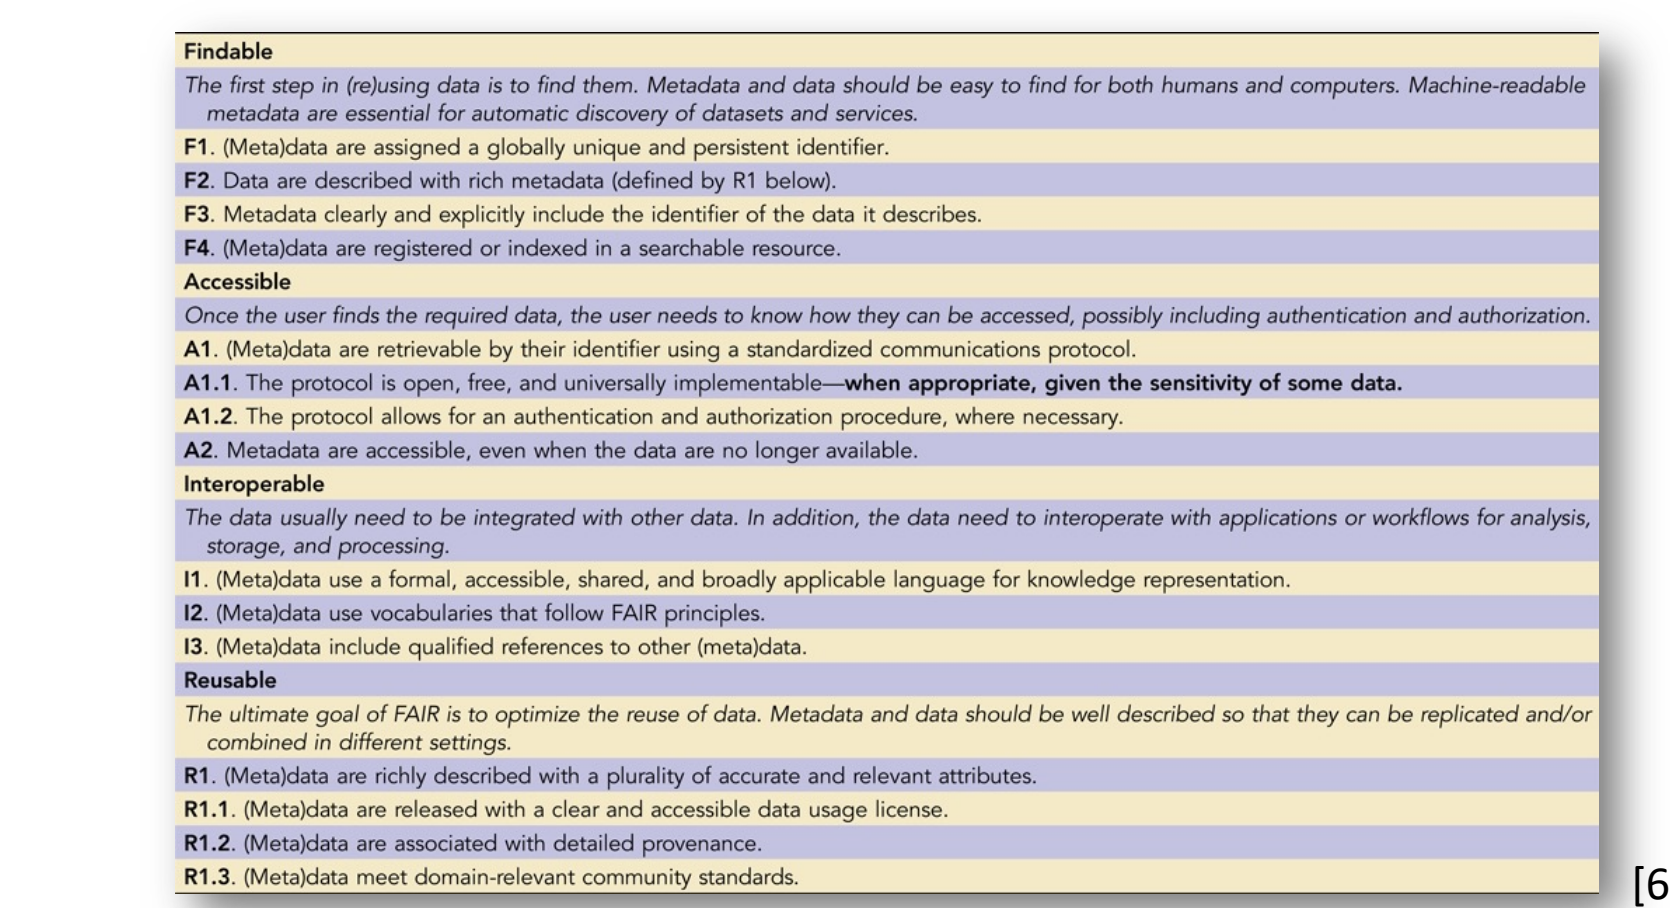 Findable
The first step in (re)using data is to find them. Metadata and data should be easy to find for both humans and computers. Machine-readable
metadata are essential for automatic discovery of datasets and services.
F1. (Meta)data are assigned a globally unique and persistent identifier.
F2. Data are described with rich metadata (defined by R1 below).
F3. Metadata clearly and explicitly include the identifier of the data it describes.
F4. (Meta)data are registered or indexed in a searchable resource.
Accessible
Once the user finds the required data, the user needs to know how they can be accessed, possibly including authentication and authorization.
A1. (Meta)data are retrievable by their identifier using a standardized communications protocol.
A1.1. The protocol is open, free, and universally implementable—when appropriate, given the sensitivity of some data.
A1.2. The protocol allows for an authentication and authorization procedure, where necessary.
A2. Metadata are accessible, even when the data are no longer available.
Interoperable
The data usually need to be integrated with other data. In addition, the data need to interoperate with applications or workflows for analysis,
storage, and processing.
I1. (Meta)data use a formal, accessible, shared, and broadly applicable language for knowledge representation.
I2. (Meta)data use vocabularies that follow FAIR principles.
I3. (Meta)data include qualified references to other (meta)data.
Reusable
The ultimate goal of FAIR is to optimize the reuse of data. Metadata and data should be well described so that they can be replicated and/or
combined in different settings.
R1. (Meta)data are richly described with a plurality of accurate and relevant attributes.
R1.1. (Meta)data are released with a clear and accessible data usage license.
R1.2. (Meta)data are associated with detailed provenance.
R1.3. (Meta)data meet domain-relevant community standards.
[6